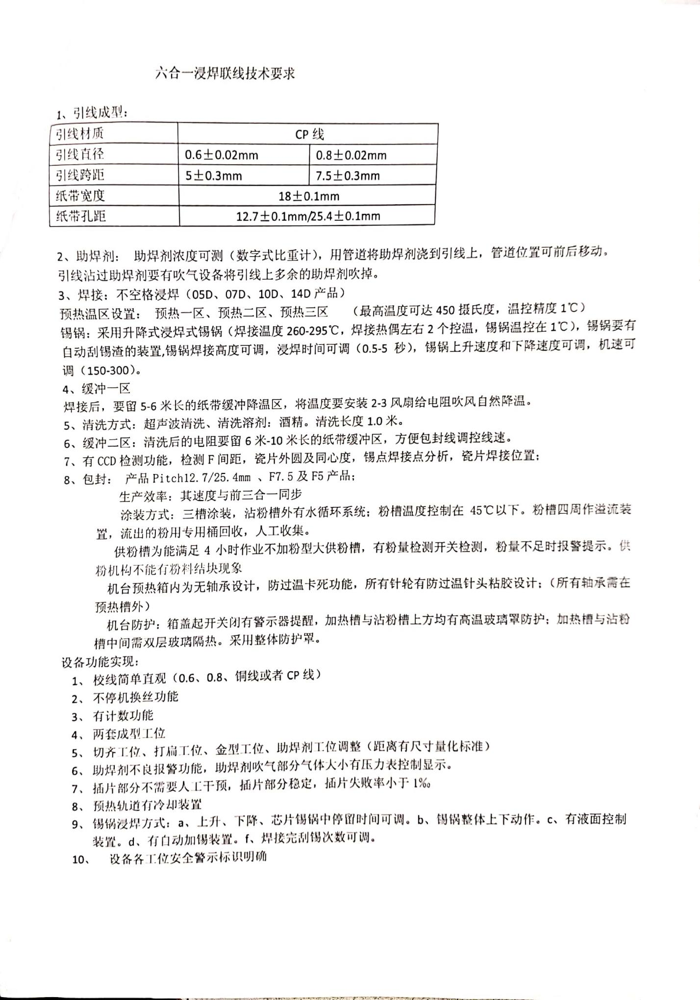 六合一浸焊联线技术要求
1、引线成型：
引线材质 CP 线
引线直径 0.6±0.02mm 0.8±0.02mm
引线跨距 5±0.3mm 7.5±0.3mm
纸带宽度 18±0.1mm
纸带孔距 12.7±0.1mm/25.4±0.1mm
2、助焊剂： 助焊剂浓度可测（数字式比重计），用管道将助焊剂浇到引线上，管道位置可前后移动。
引线沾过助焊剂要有吹气设备将引线上多余的助焊剂吹掉。
3、焊接：不空格浸焊（05D、07D、10D、14D 产品）
预热温区设置： 预热一区、预热二区、预热三区 （最高温度可达 450 摄氏度，温控精度 1℃）
锡锅：采用升降式浸焊式锡锅（焊接温度 260-295℃，焊接热偶左右 2 个控温，锡锅温控在 1℃），锡锅要有
自动刮锡渣的装置,锡锅焊接高度可调，浸焊时间可调（0.5-5 秒），锡锅上升速度和下降速度可调，机速可
调（150-300）。
4、缓冲一区
焊接后，要留 5-6 米长的纸带缓冲降温区，将温度要安装 2-3 风扇给电阻吹风自然降温。
5、清洗方式：超声波清洗、清洗溶剂：酒精。清洗长度 1.0 米。
6、缓冲二区：清洗后的电阻要留 6 米-10 米长的纸带缓冲区，方便包封线调控线速。
7、有 CCD 检测功能，检测 F 间距，瓷片外圆及同心度，锡点焊接点分析，瓷片焊接位置；
8、包封： 产品 Pitch12.7/25.4mm 、F7.5 及 F5 产品；
生产效率：其速度与前三合一同步
涂装方式：三槽涂装，沾粉槽外有水循环系统；粉槽温度控制在 45℃以下。粉槽四周作溢流装
置，流出的粉用专用桶回收，人工收集。
供粉槽为能满足 4 小时作业不加粉型大供粉槽，有粉量检测开关检测，粉量不足时报警提示。供
粉机构不能有粉料结块现象
机台预热箱内为无轴承设计，防过温卡死功能，所有针轮有防过温针头粘胶设计；（所有轴承需在
预热槽外）
机台防护：箱盖起开关闭有警示器提醒，加热槽与沾粉槽上方均有高温玻璃罩防护；加热槽与沾粉
槽中间需双层玻璃隔热。采用整体防护罩。
设备功能实现：
1、 校线简单直观（0.6、0.8、铜线或者 CP 线）
2、 不停机换丝功能
3、 有计数功能
4、 两套成型工位
5、 切齐工位、打扁工位、金型工位、助焊剂工位调整（距离有尺寸量化标准）
6、 助焊剂不良报警功能，助焊剂吹气部分气体大小有压力表控制显示。
7、 插片部分不需要人工干预，插片部分稳定，插片失败率小于 1‰
8、 预热轨道有冷却装置
9、 锡锅浸焊方式：a、上升、下降、芯片锡锅中停留时间可调。b、锡锅整体上下动作。c、有液面控制
装置。d、有自动加锡装置。f、焊接完刮锡次数可调。
10、 设备各工位安全警示标识明确